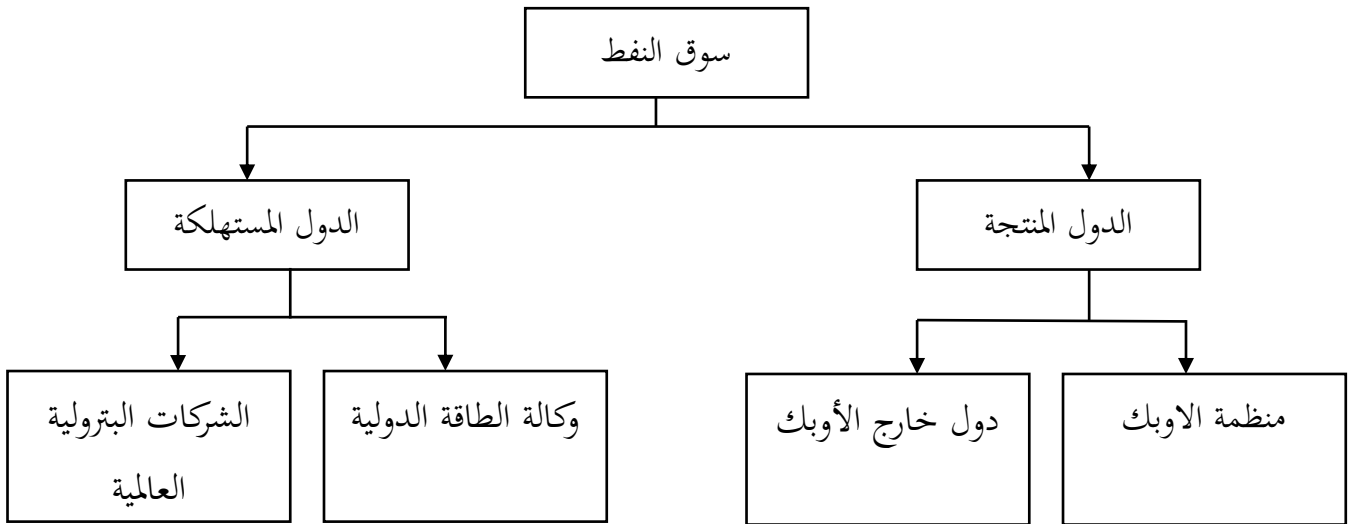 سوق النفط
الدول المنتجة
الدول المستهلكة
منظمة الاوبك
دول خارج الأوبك
وكالة الطاقة الدولية
الشركات البترولية
العالمية